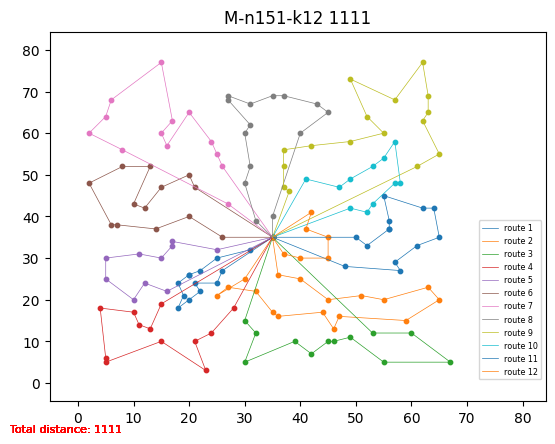 M-n151-k12 1111
80
70
60
50
40
30
20
10
0
route 1
route 2
route 3
route 4
route 5
route 6
route 7
route 8
route 9
route 10
route 11
route 12
0 10 20 30 40 50 60 70 80
Total distance: 1111